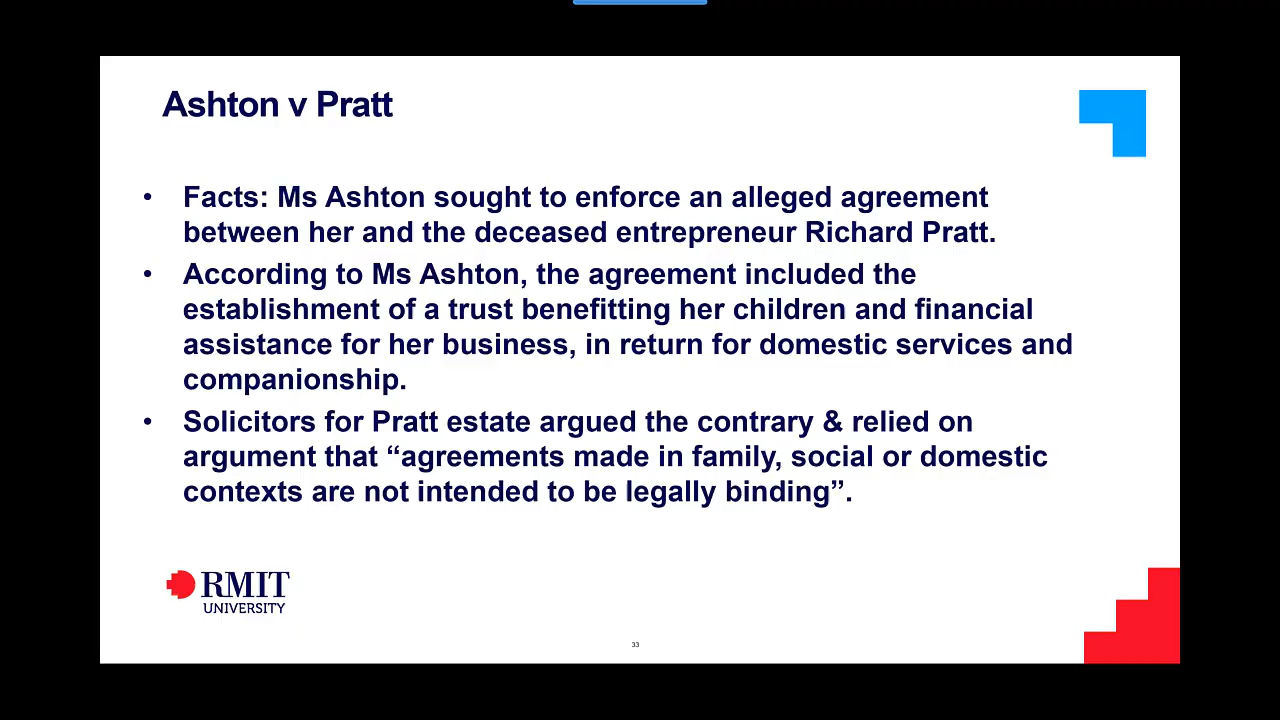 Ashton v Pratt
• Facts: Ms Ashton sought to enforce an alleged agreement
between her and the deceased entrepreneur Richard Pratt.
• According to Ms Ashton, the agreement included the
establishment of a trust benefitting her children and financial
assistance for her business, in return for domestic services and
companionship.
• Solicitors for Pratt estate argued the contrary & relied on
argument that “agreements made in family, social or domestic
contexts are not intended to be legally binding”.
RMIT
UNIVERSITY
33